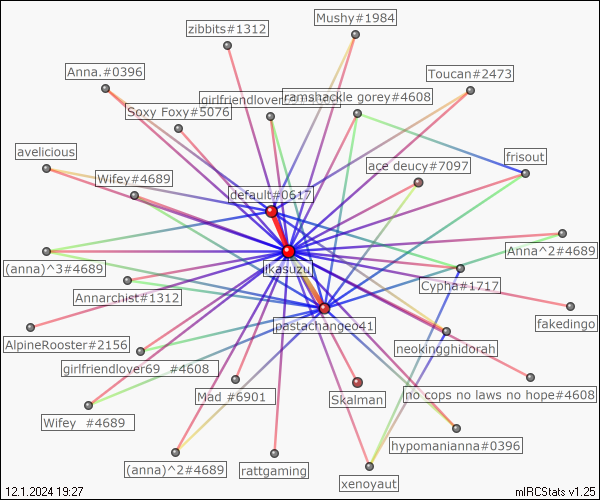 Mushy#1984
zibbits#1312
Anna.#0396
Toucan#2473
girlfriendlover
ramshackle gorey#4608
Soxy Foxy#5076
avelicious
frisout
ace deucy#7097
Wifey#4689
default#0617
Anna^2#4689
(anna)^3#4689
jkasuzu
Cypha#1717
Annarchist#1312
fakedingo
pastachangeo41
AlpineRooster#2156
neokingghidorah
girlfriendlover69_#4608
Mad_#6901
Skalman
no cops no laws no hope#4608
Wifey_#4689
hypomanianna#0396
(anna)^2#4689
rattgaming
xenoyaut
12.1.2024 19:27
mIRCStats v1.25